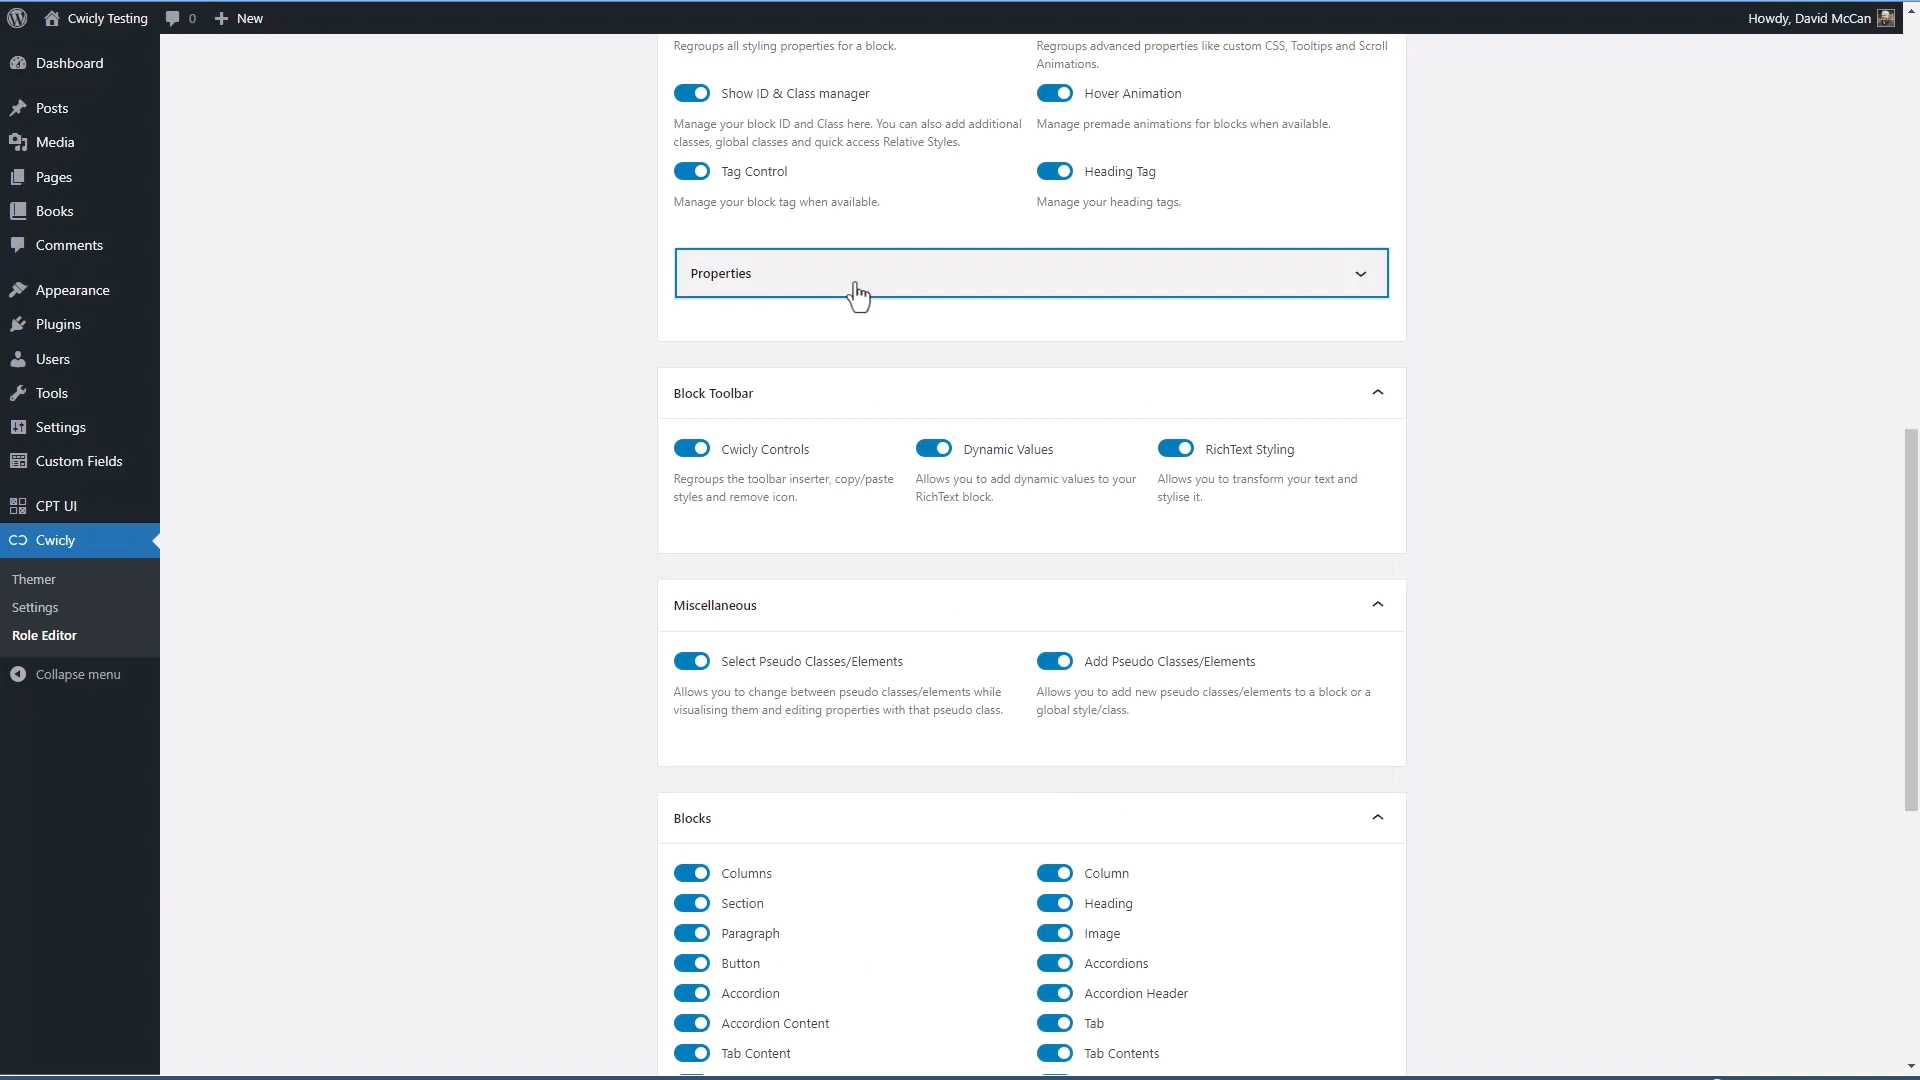 Cwicly Testing
0
New
Howdy, David McCan
Dashboard
Posts
Media
Pages
Books
Comments
Appearance
Plugins
Users
Tools
Settings
Custom Fields
CPT UI
Cwicly
Themer
Settings
Role Editor
Collapse menu
Regroups all styling properties for a block.
Regroups advanced properties like custom CSS, Tooltips and Scroll
Animations.
Show ID & Class manager
Hover Animation
Manage your block ID and Class here. You can also add additional
classes, global classes and quick access Relative Styles.
Manage premade animations for blocks when available.
Tag Control
Heading Tag
Manage your block tag when available.
Manage your heading tags.
Properties
Block Toolbar
Cwicly Controls
Dynamic Values
RichText Styling
Regroups the toolbar inserter, copy/paste
styles and remove icon.
Allows you to add dynamic values to your
RichText block.
Allows you to transform your text and
stylise it.
Miscellaneous
Select Pseudo Classes/Elements
Add Pseudo Classes/Elements
Allows you to change between pseudo classes/elements while
visualising them and editing properties with that pseudo class.
Allows you to add new pseudo classes/elements to a block or a
global style/class.
Blocks
Columns
Column
Section
Heading
Paragraph
Image
Button
Accordions
Accordion
Accordion Header
Accordion Content
Tab
Tab Content
Tab Contents